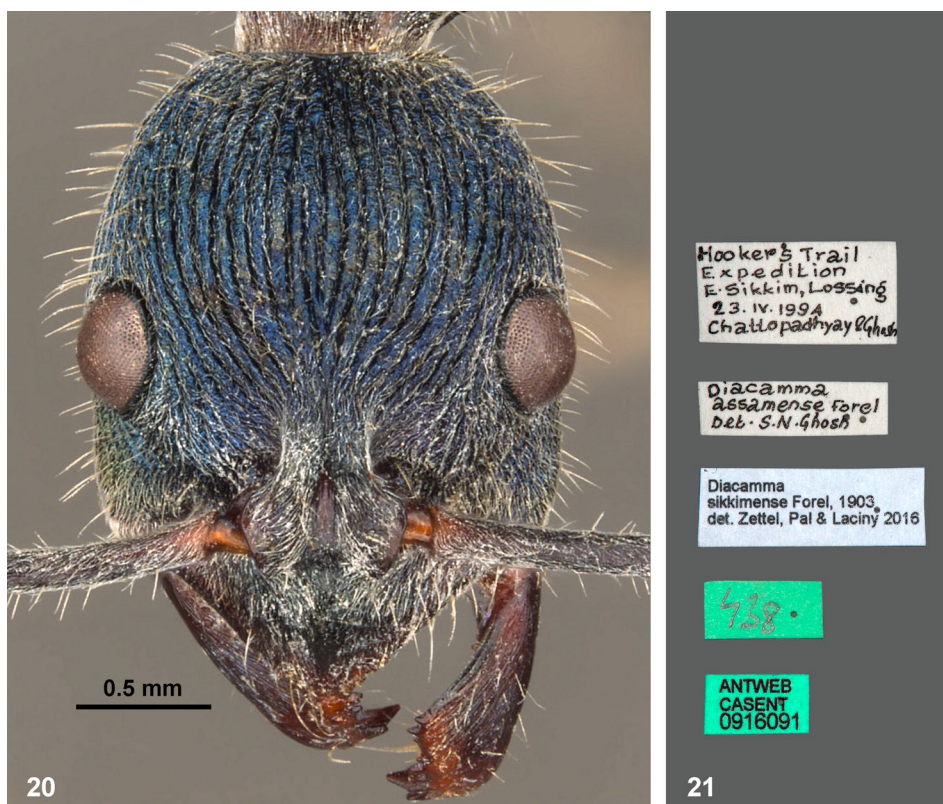 0.5 mm
20
Hooker's Trail
Expedition
E. Sikkim, Lossing
23. IV. 1994
Chattopadhyay & Ghosh
Diacamma
assamense Forel
Det. S.N. Ghosh
Diacamma
sikkimense Forel, 1903
det. Zettel, Pal & Laciny 2016
438
ANTWEB
CASENT
0916091
21